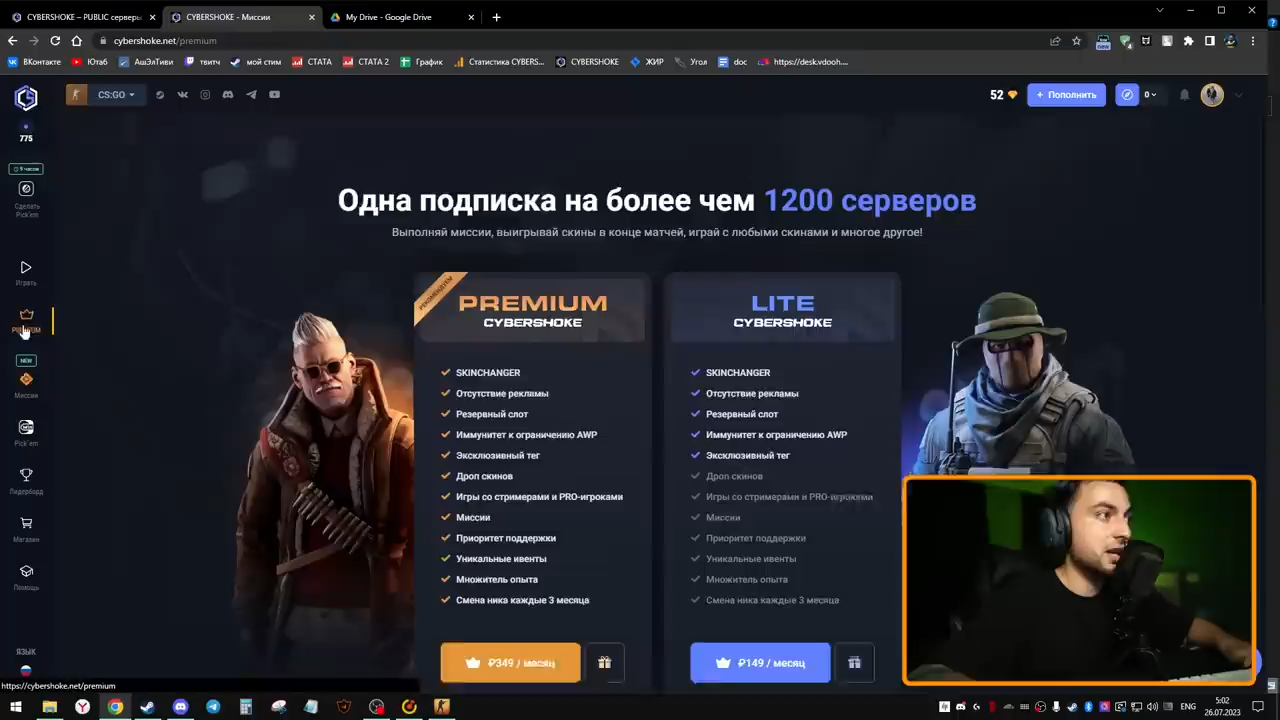 CYBERSHOKE – PUBLIC серверы
CYBERSHOKE - Миссии
My Drive - Google Drive
cybershoke.net/premium
ВКонтакте
Ютаб
АшЭлТиви
твитч
мой стим
СТАТА
СТАТА 2
График
Статистика CYBERS...
CYBERSHOKE
ЖИР
Угол
doc
https://desk.vdooh....
775
CS:GO
52
+ Пополнить
0
9 часов
Сделать
Pick'em
Играть
PREMIUM
NEW
Миссии
Pick'em
Лидерборд
Магазин
Помощь
ЯЗЫК
Одна подписка на более чем 1200 серверов
Выполняй миссии, выигрывай скины в конце матчей, играй с любыми скинами и многое другое!
РЕКОМЕНДУЕМ
PREMIUM
CYBERSHOKE
SKINCHANGER
Отсутствие рекламы
Резервный слот
Иммунитет к ограничению AWP
Эксклюзивный тег
Дроп скинов
Игры со стримерами и PRO-игроками
Миссии
Приоритет поддержки
Уникальные ивенты
Множитель опыта
Смена ника каждые 3 месяца
₽349 / месяц
LITE
CYBERSHOKE
SKINCHANGER
Отсутствие рекламы
Резервный слот
Иммунитет к ограничению AWP
Эксклюзивный тег
Дроп скинов
Игры со стримерами и PRO-игроками
Миссии
Приоритет поддержки
Уникальные ивенты
Множитель опыта
Смена ника каждые 3 месяца
₽149 / месяц
https://cybershoke.net/premium
ENG
5:02
26.07.2023